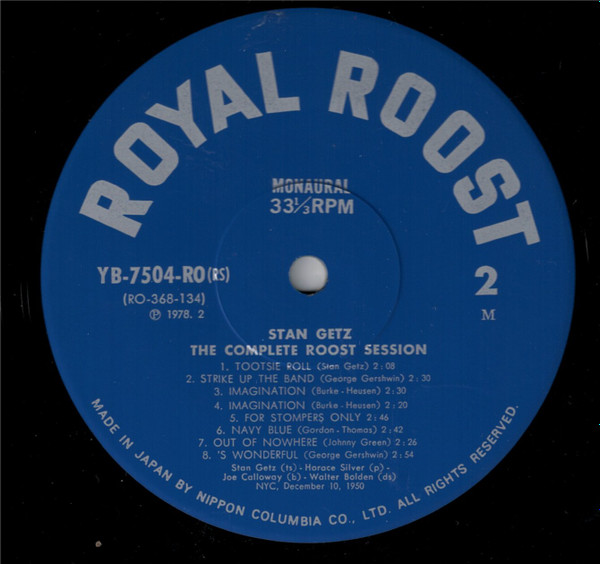 ROYAL ROOST
MONAURAL
33⅓RPM
YB-7504-RO(RS)
(RO-368-134)
Ⓟ 1978. 2
2
M
STAN GETZ
THE COMPLETE ROOST SESSION
1. TOOTSIE ROLL (Stan Getz) 2:08
2. STRIKE UP THE BAND (George Gershwin) 2:30
3. IMAGINATION (Burke-Heusen) 2:30
4. IMAGINATION (Burke-Heusen) 2:20
5. FOR STOMPERS ONLY 2:46
6. NAVY BLUE (Gordon-Thomas) 2:42
7. OUT OF NOWHERE (Johnny Green) 2:26
8. 'S WONDERFUL (George Gershwin) 2:54
Stan Getz (ts) - Horace Silver (p) -
Joe Calloway (b) - Walter Bolden (ds)
NYC, December 10, 1950
MADE IN JAPAN BY NIPPON COLUMBIA CO., LTD. ALL RIGHTS RESERVED.